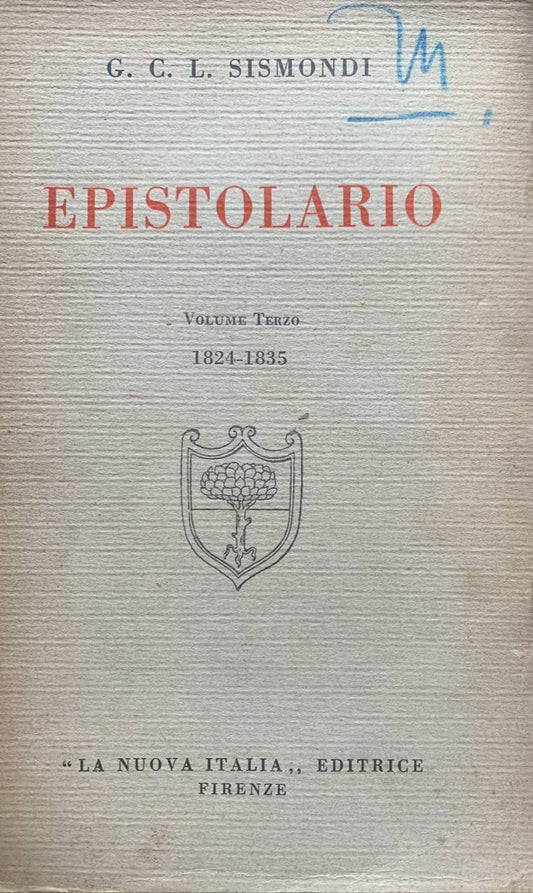 G. C. L. SISMONDI
EPISTOLARIO
VOLUME TERZO
1824-1835
“LA NUOVA ITALIA„ EDITRICE
FIRENZE